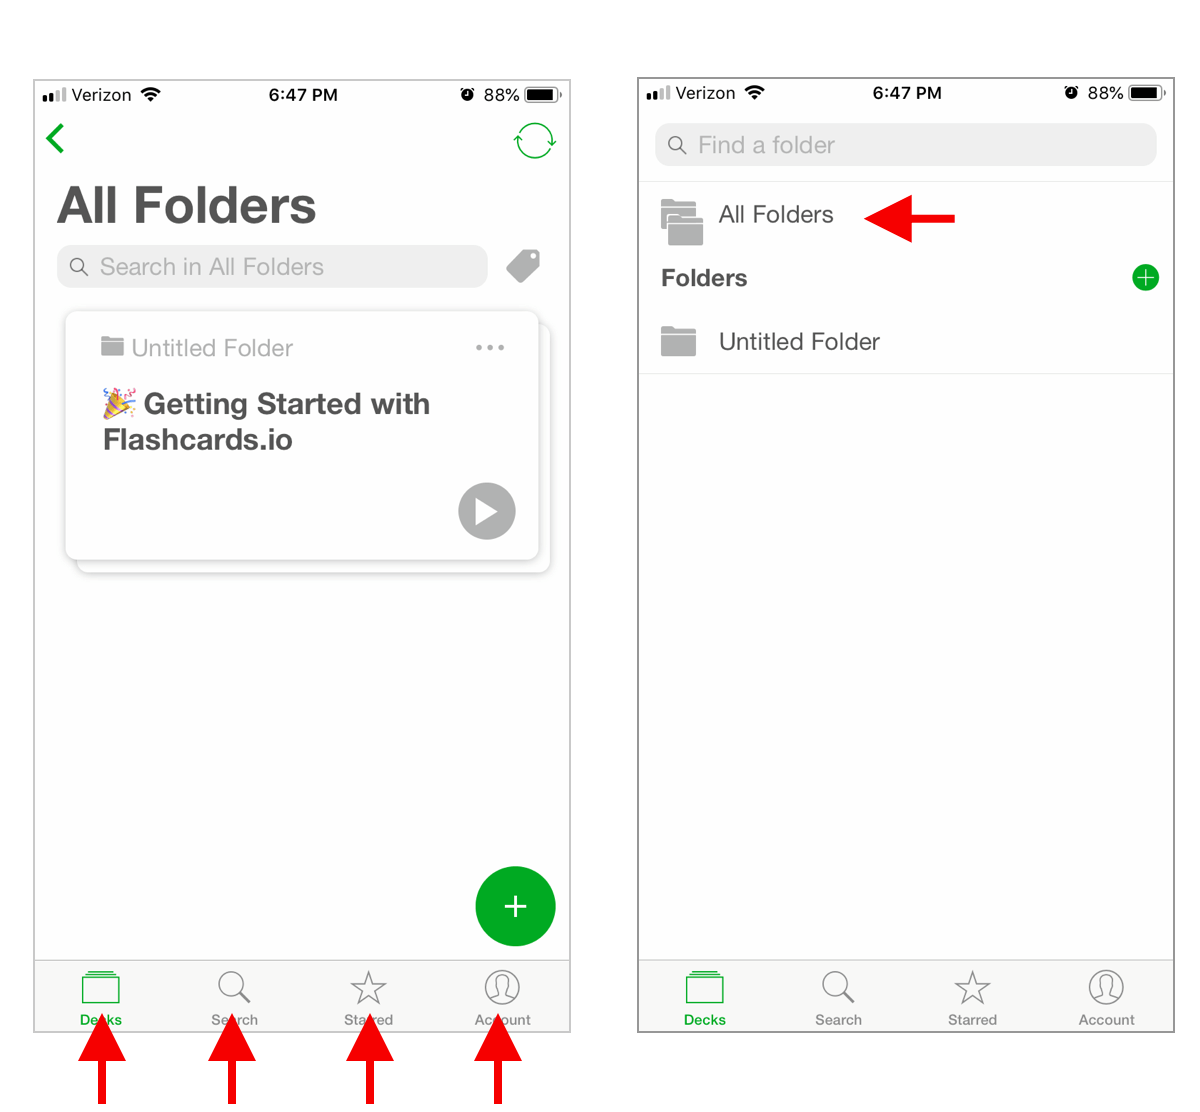 Verizon 6:47 PM 88%
All Folders
Search in All Folders
Untitled Folder
Getting Started with
Flashcards.io
Decks Search Starred Account
Verizon 6:47 PM 88%
Find a folder
All Folders
Folders
Untitled Folder
Decks Search Starred Account